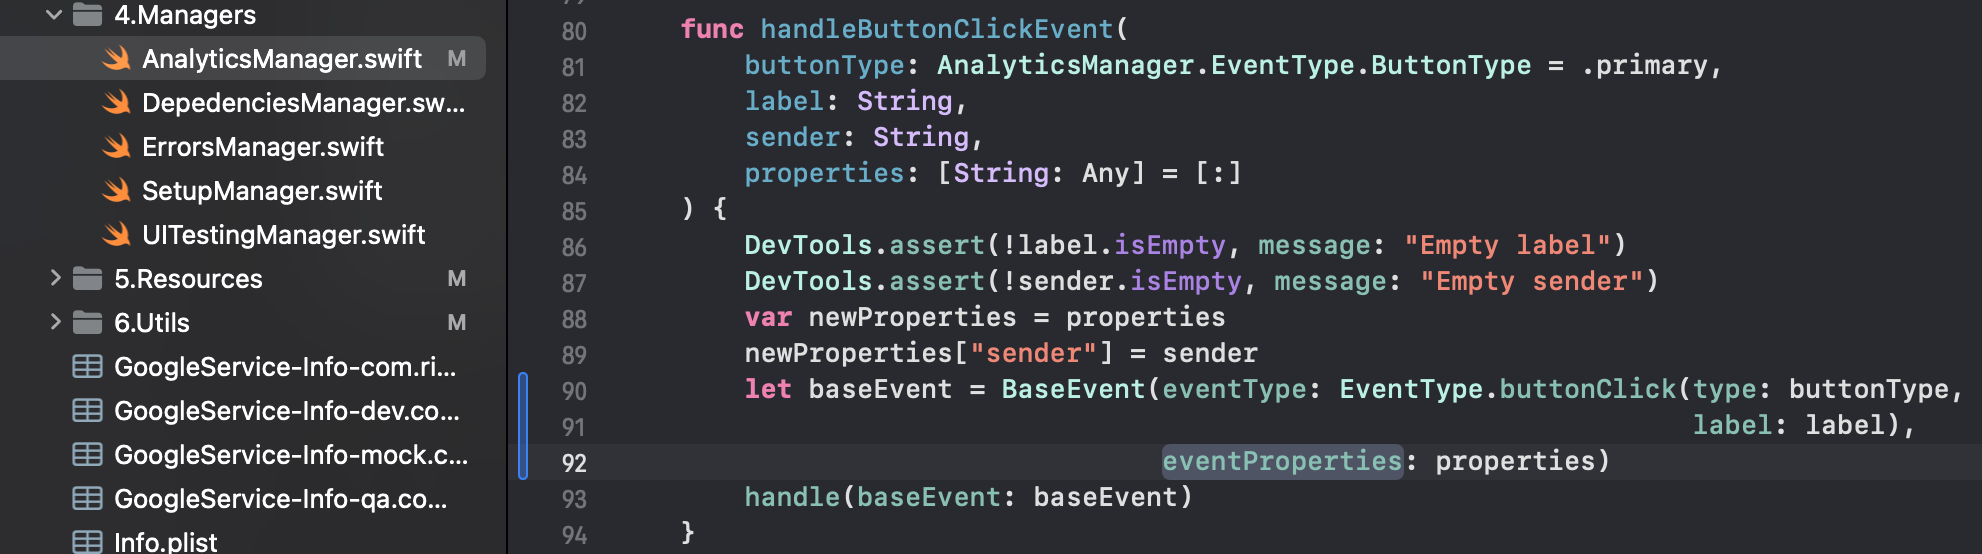 4.Managers
AnalyticsManager.swift M
DepedenciesManager.sw...
ErrorsManager.swift
SetupManager.swift
UITestingManager.swift
5.Resources M
6.Utils M
GoogleService-Info-com.ri...
GoogleService-Info-dev.co...
GoogleService-Info-mock.c...
GoogleService-Info-qa.co...
Info.plist
80 func handleButtonClickEvent(
81 buttonType: AnalyticsManager.EventType.ButtonType = .primary,
82 label: String,
83 sender: String,
84 properties: [String: Any] = [:]
85 ) {
86 DevTools.assert(!label.isEmpty, message: "Empty label")
87 DevTools.assert(!sender.isEmpty, message: "Empty sender")
88 var newProperties = properties
89 newProperties["sender"] = sender
90 let baseEvent = BaseEvent(eventType: EventType.buttonClick(type: buttonType,
91 label: label),
92 eventProperties: properties)
93 handle(baseEvent: baseEvent)
94 }